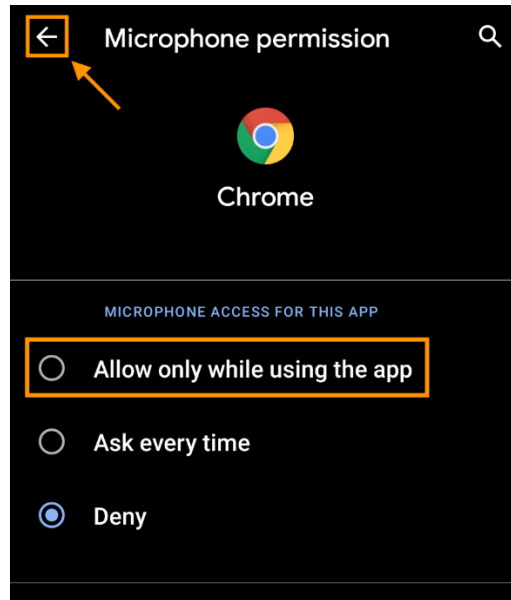 Microphone permission
Chrome
MICROPHONE ACCESS FOR THIS APP
Allow only while using the app
Ask every time
Deny